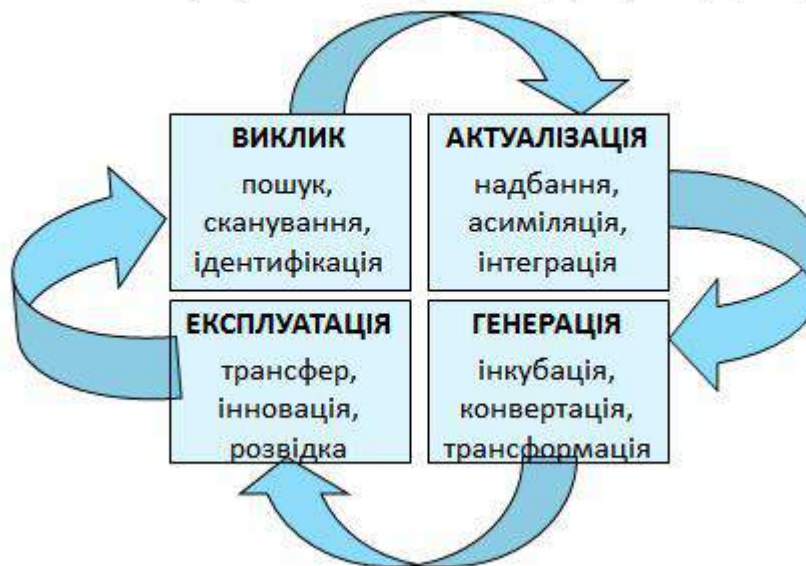 ВИКЛИК
пошук,
сканування,
ідентифікація
АКТУАЛІЗАЦІЯ
надбання,
асиміляція,
інтеграція
ЕКСПЛУАТАЦІЯ
трансфер,
інновація,
розвідка
ГЕНЕРАЦІЯ
інкубація,
конвертація,
трансформація